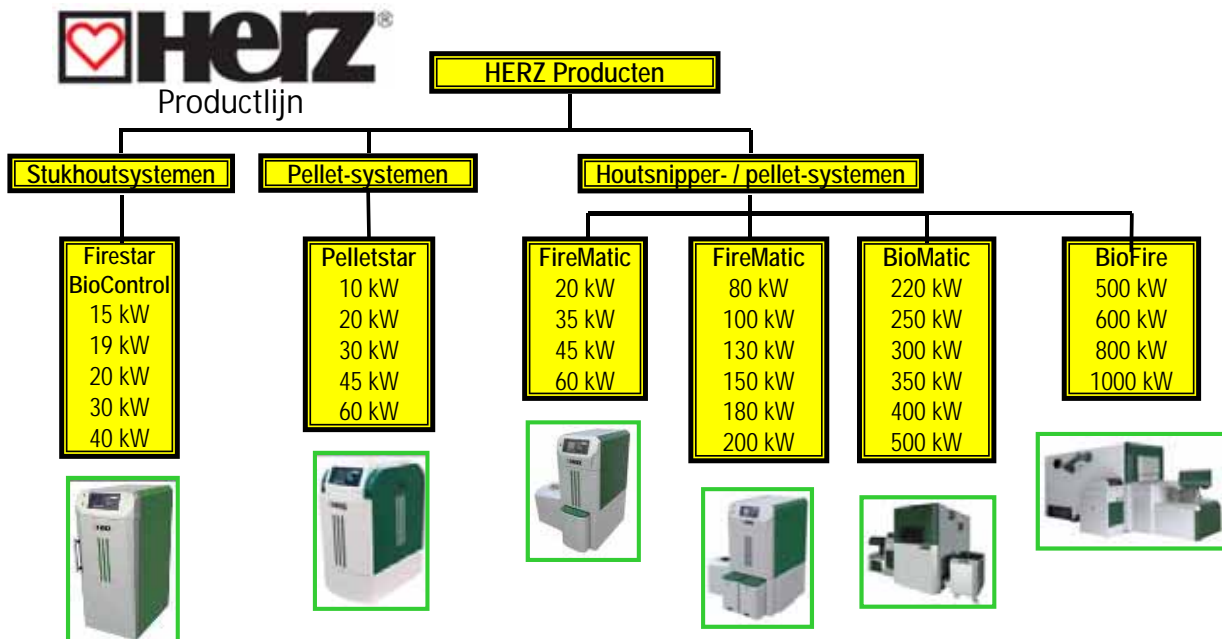 Herz®
Productlijn
HERZ Producten
Stukhoutsystemen
Pellet-systemen
Houtsnipper- / pellet-systemen
Firestar
BioControl
15 kW
19 kW
20 kW
30 kW
40 kW
Pelletstar
10 kW
20 kW
30 kW
45 kW
60 kW
FireMatic
20 kW
35 kW
45 kW
60 kW
FireMatic
80 kW
100 kW
130 kW
150 kW
180 kW
200 kW
BioMatic
220 kW
250 kW
300 kW
350 kW
400 kW
500 kW
BioFire
500 kW
600 kW
800 kW
1000 kW